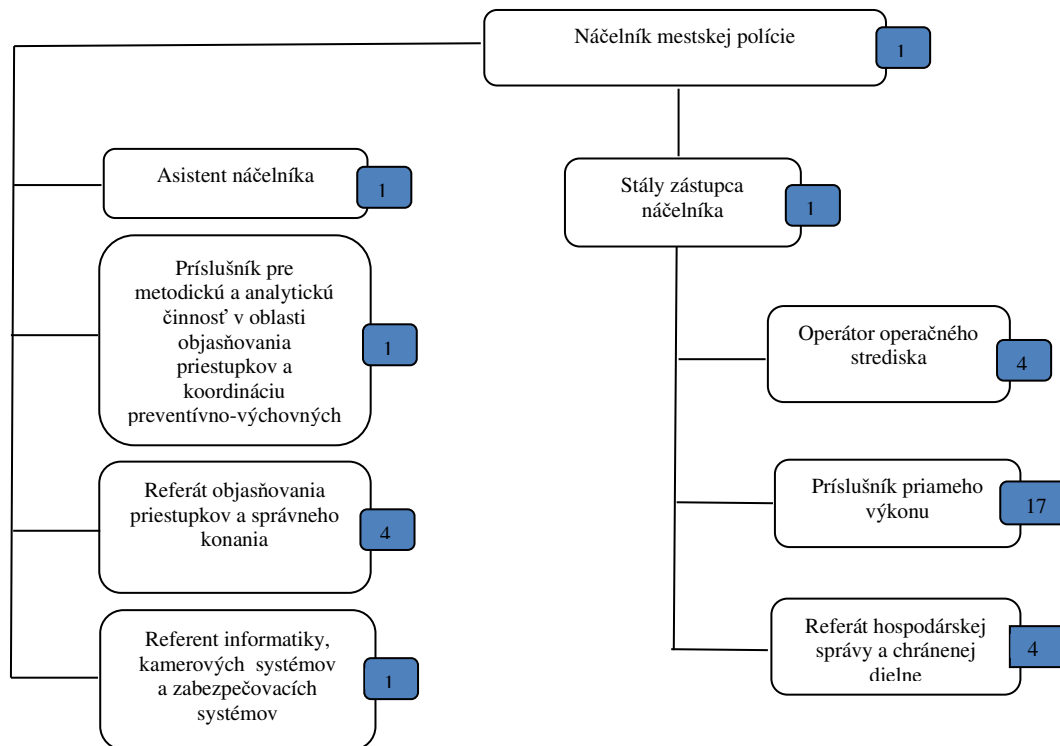 Náčelník mestskej polície
1
Asistent náčelníka
1
Stály zástupca
náčelníka
1
Príslušník pre
metodickú a analytickú
činnosť v oblasti
objasňovania
priestupkov a
koordináciu
preventívno-výchovných
1
Operátor operačného
strediska
4
Referát objasňovania
priestupkov a správneho
konania
4
Príslušník priameho
výkonu
17
Referent informatiky,
kamerových systémov
a zabezpečovacích
systémov
1
Referát hospodárskej
správy a chránenej
dielne
4